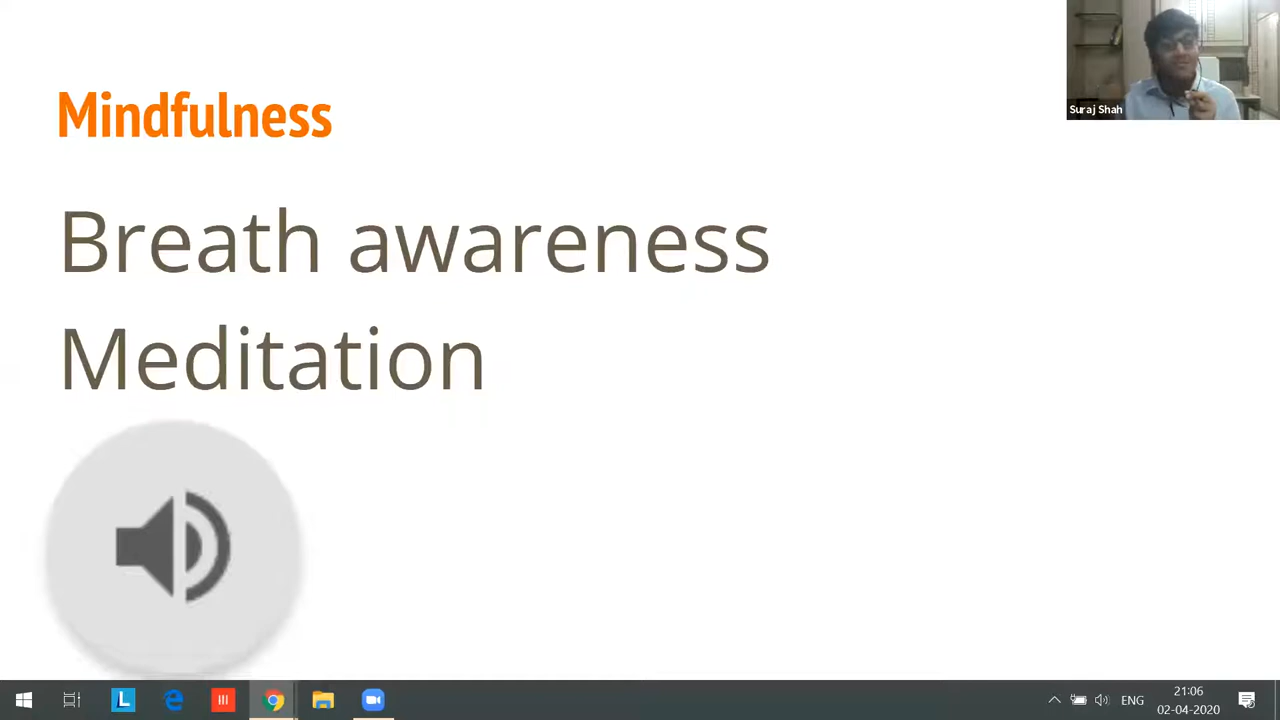 Mindfulness
Suraj Shah
Breath awareness
Meditation
L
ENG
21:06
02-04-2020